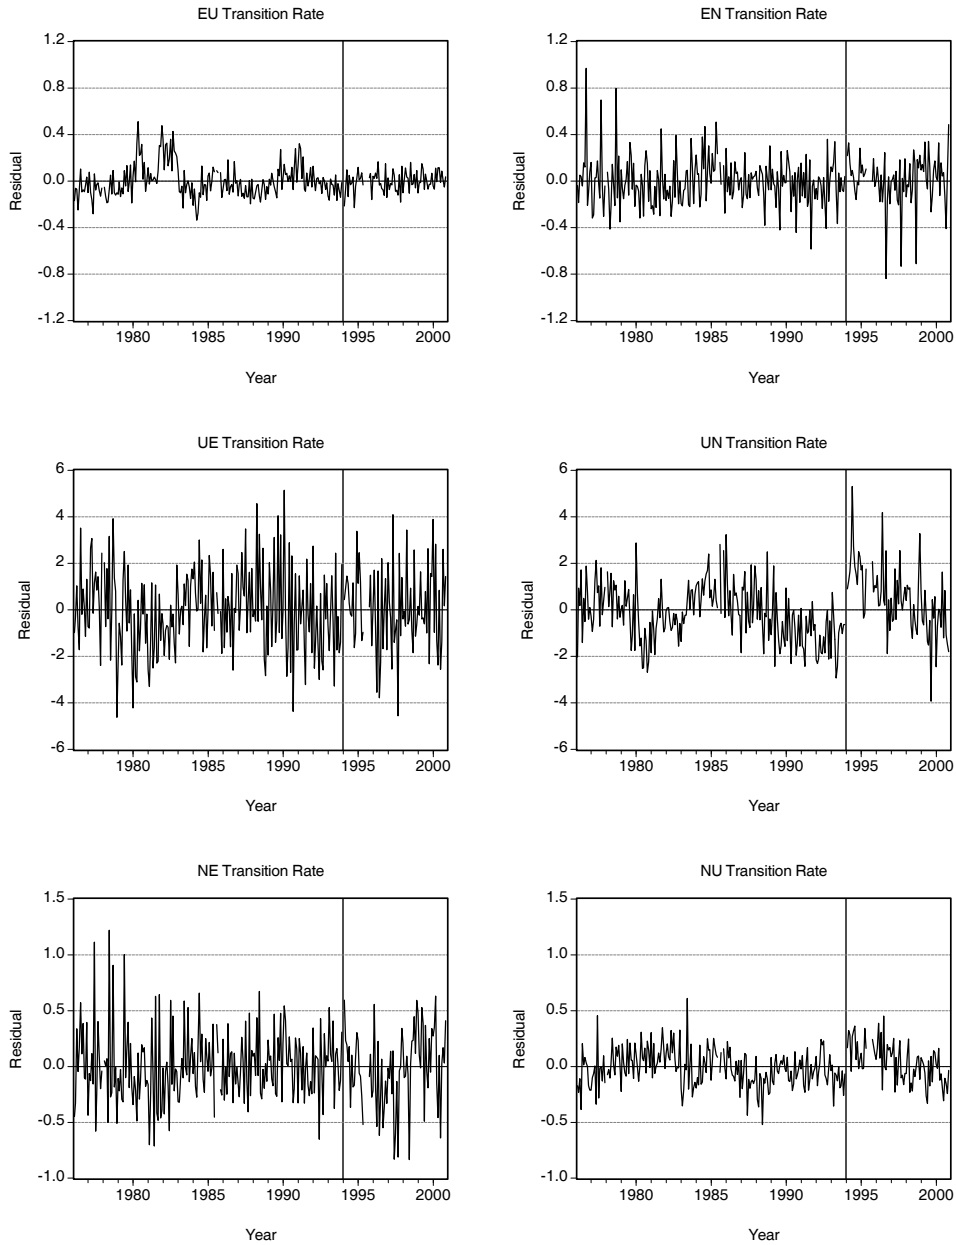 EU Transition Rate
1.2
0.8
0.4
0.0
-0.4
-0.8
-1.2
Residual
1980 1985 1990 1995 2000
Year
EN Transition Rate
1.2
0.8
0.4
0.0
-0.4
-0.8
-1.2
Residual
1980 1985 1990 1995 2000
Year
UE Transition Rate
6
4
2
0
-2
-4
-6
Residual
1980 1985 1990 1995 2000
Year
UN Transition Rate
6
4
2
0
-2
-4
-6
Residual
1980 1985 1990 1995 2000
Year
NE Transition Rate
1.5
1.0
0.5
0.0
-0.5
-1.0
Residual
1980 1985 1990 1995 2000
Year
NU Transition Rate
1.5
1.0
0.5
0.0
-0.5
-1.0
Residual
1980 1985 1990 1995 2000
Year